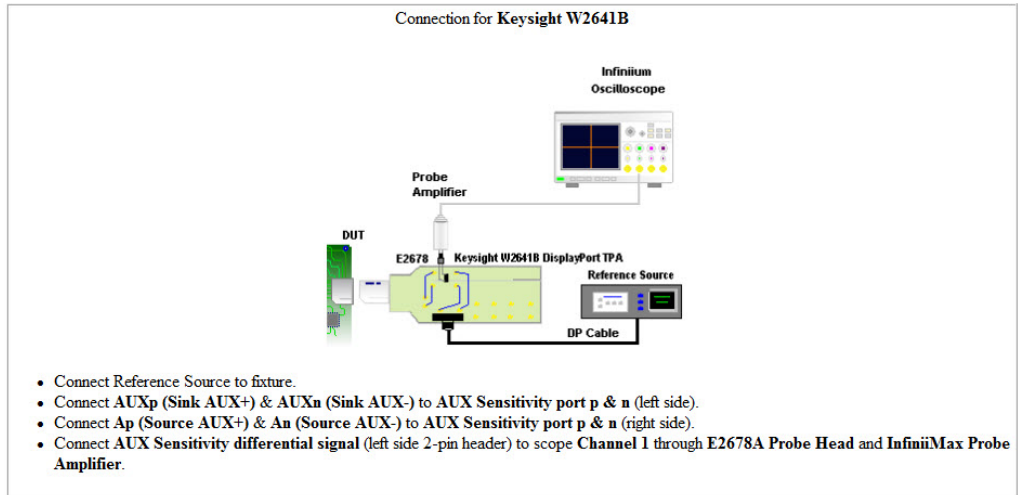 Connection for Keysight W2641B
Infiniium
Oscilloscope
Probe
Amplifier
DUT
E2678
Keysight W2641B DisplayPort TPA
Reference Source
DP Cable
• Connect Reference Source to fixture.
• Connect AUXp (Sink AUX+) & AUXn (Sink AUX-) to AUX Sensitivity port p & n (left side).
• Connect Ap (Source AUX+) & An (Source AUX-) to AUX Sensitivity port p & n (right side).
• Connect AUX Sensitivity differential signal (left side 2-pin header) to scope Channel 1 through E2678A Probe Head and InfiniiMax Probe
Amplifier.